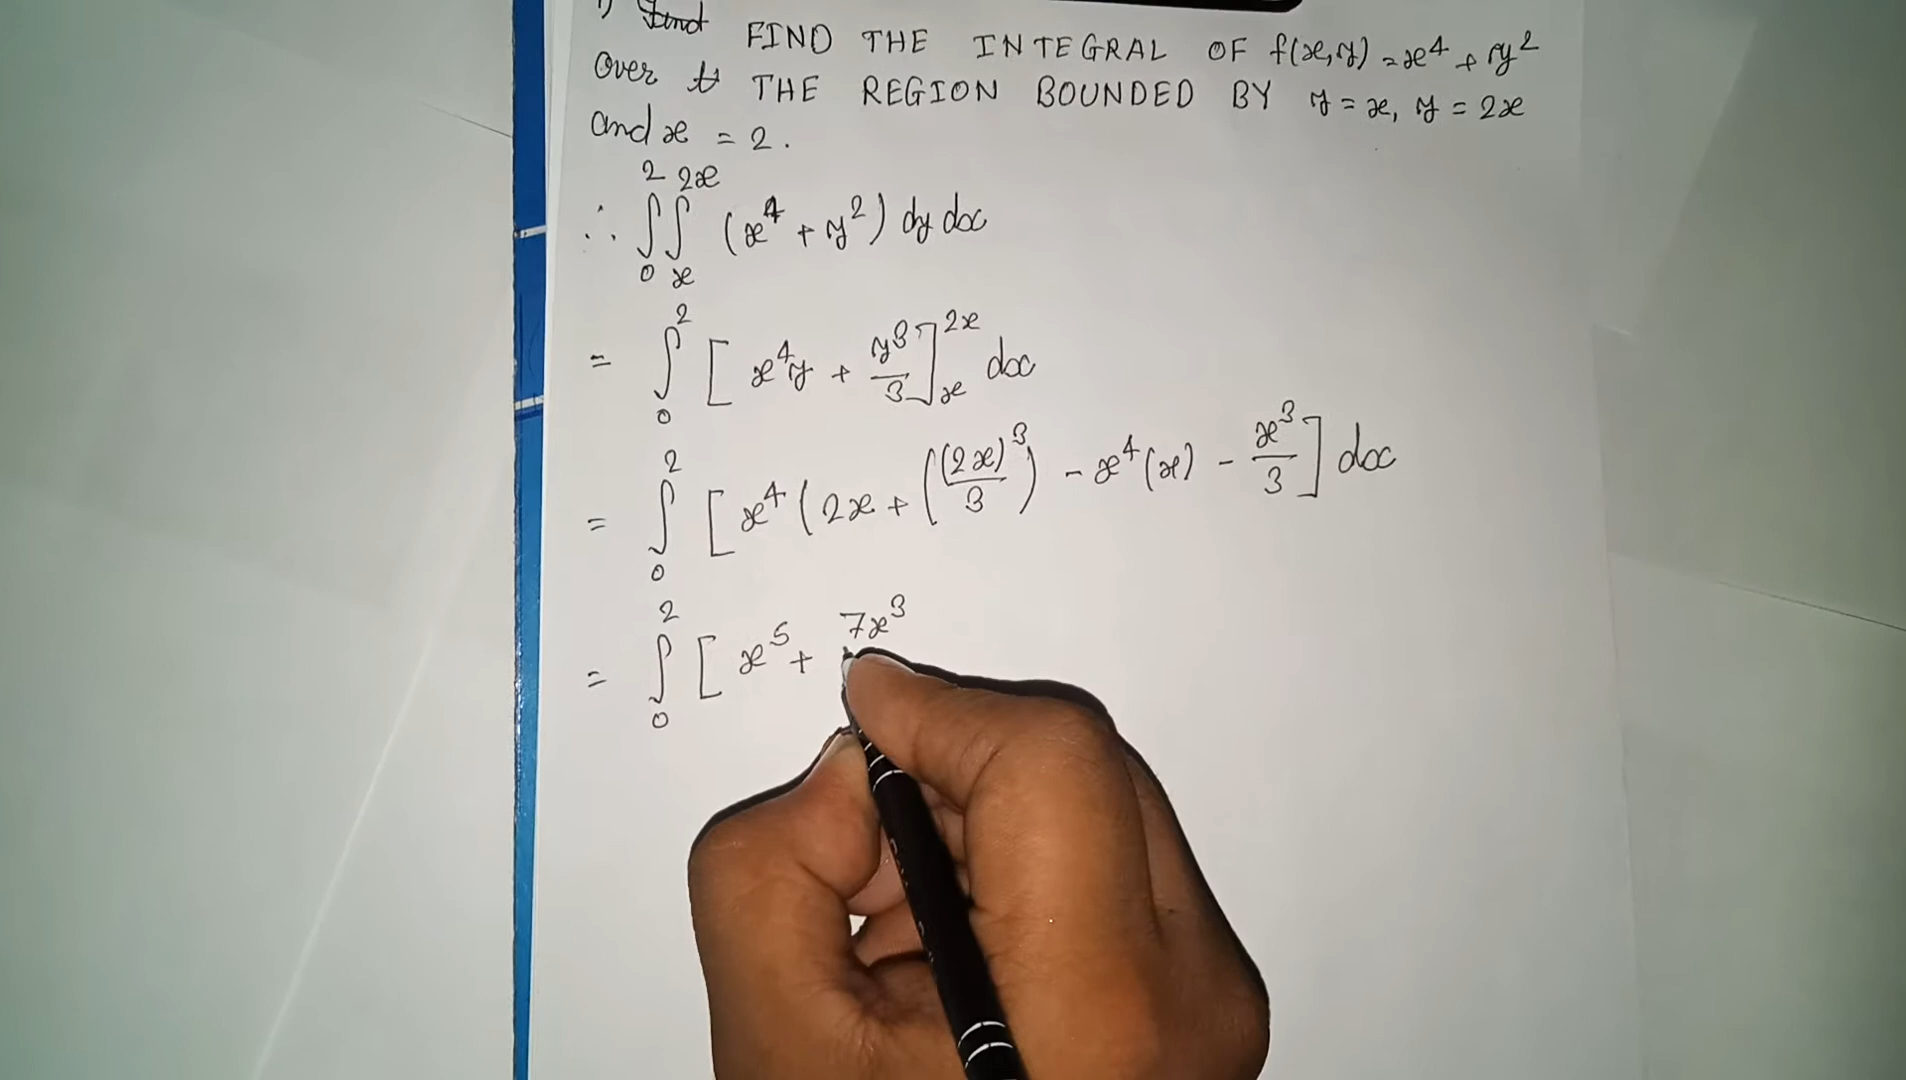 1) Find FIND THE INTEGRAL OF f(x,y) = x⁴ + y²
over t THE REGION BOUNDED BY y = x, y = 2x
and x = 2.
∴ ∫₀² ∫ₓ²ˣ (x⁴ + y²) dy dx
= ∫₀² [ x⁴y + y³/3 ]ₓ²ˣ dx
= ∫₀² [ x⁴(2x + ((2x)³/3) - x⁴(x) - x³/3 ] dx
= ∫₀² [ x⁵ + 7x³